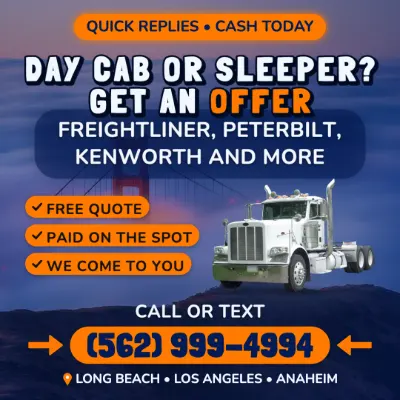 QUICK REPLIES • CASH TODAY
DAY CAB OR SLEEPER?
GET AN OFFER
FREIGHTLINER, PETERBILT,
KENWORTH AND MORE
FREE QUOTE
PAID ON THE SPOT
WE COME TO YOU
CALL OR TEXT
(562) 999-4994
LONG BEACH • LOS ANGELES • ANAHEIM